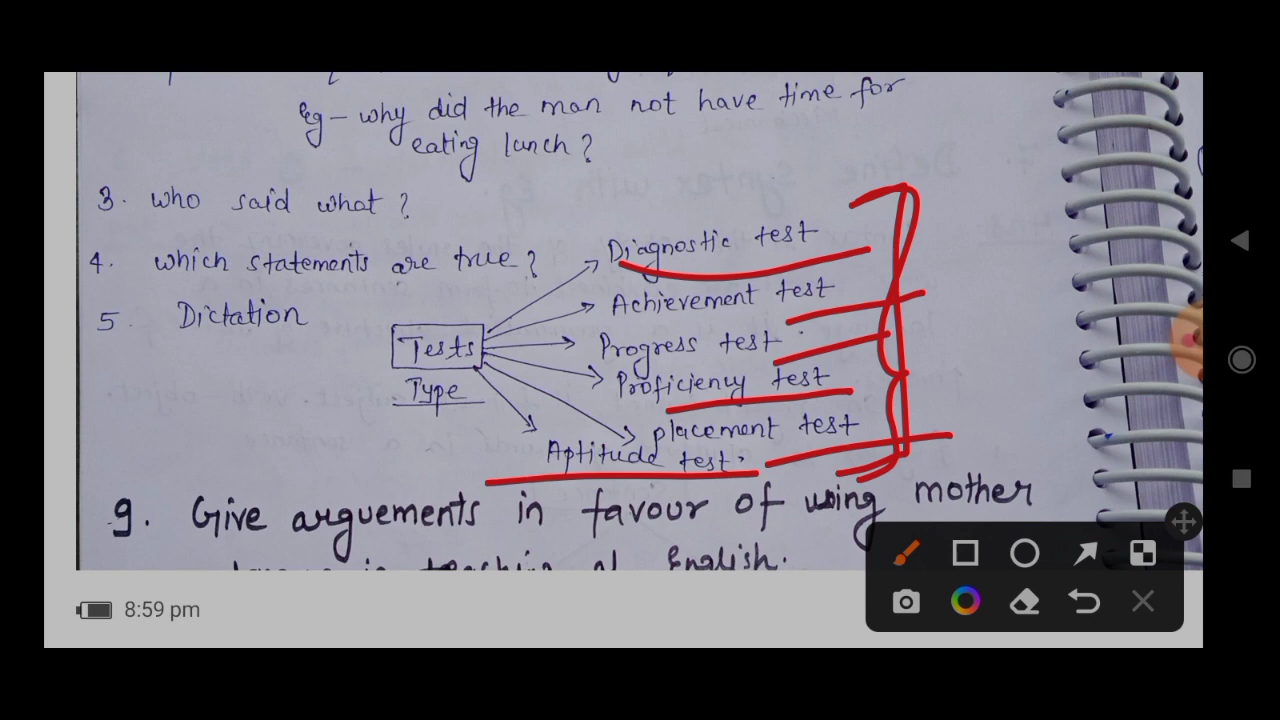 Eg - why did the man not have time for
eating lunch?
3. who said what?
4. which statements are true?
5. Dictation
Tests
Type
Diagnostic test
Achievement test
Progress test
Proficiency test
placement test
Aptitude test
9. Give arguements in favour of using mother
English.
8:59 pm